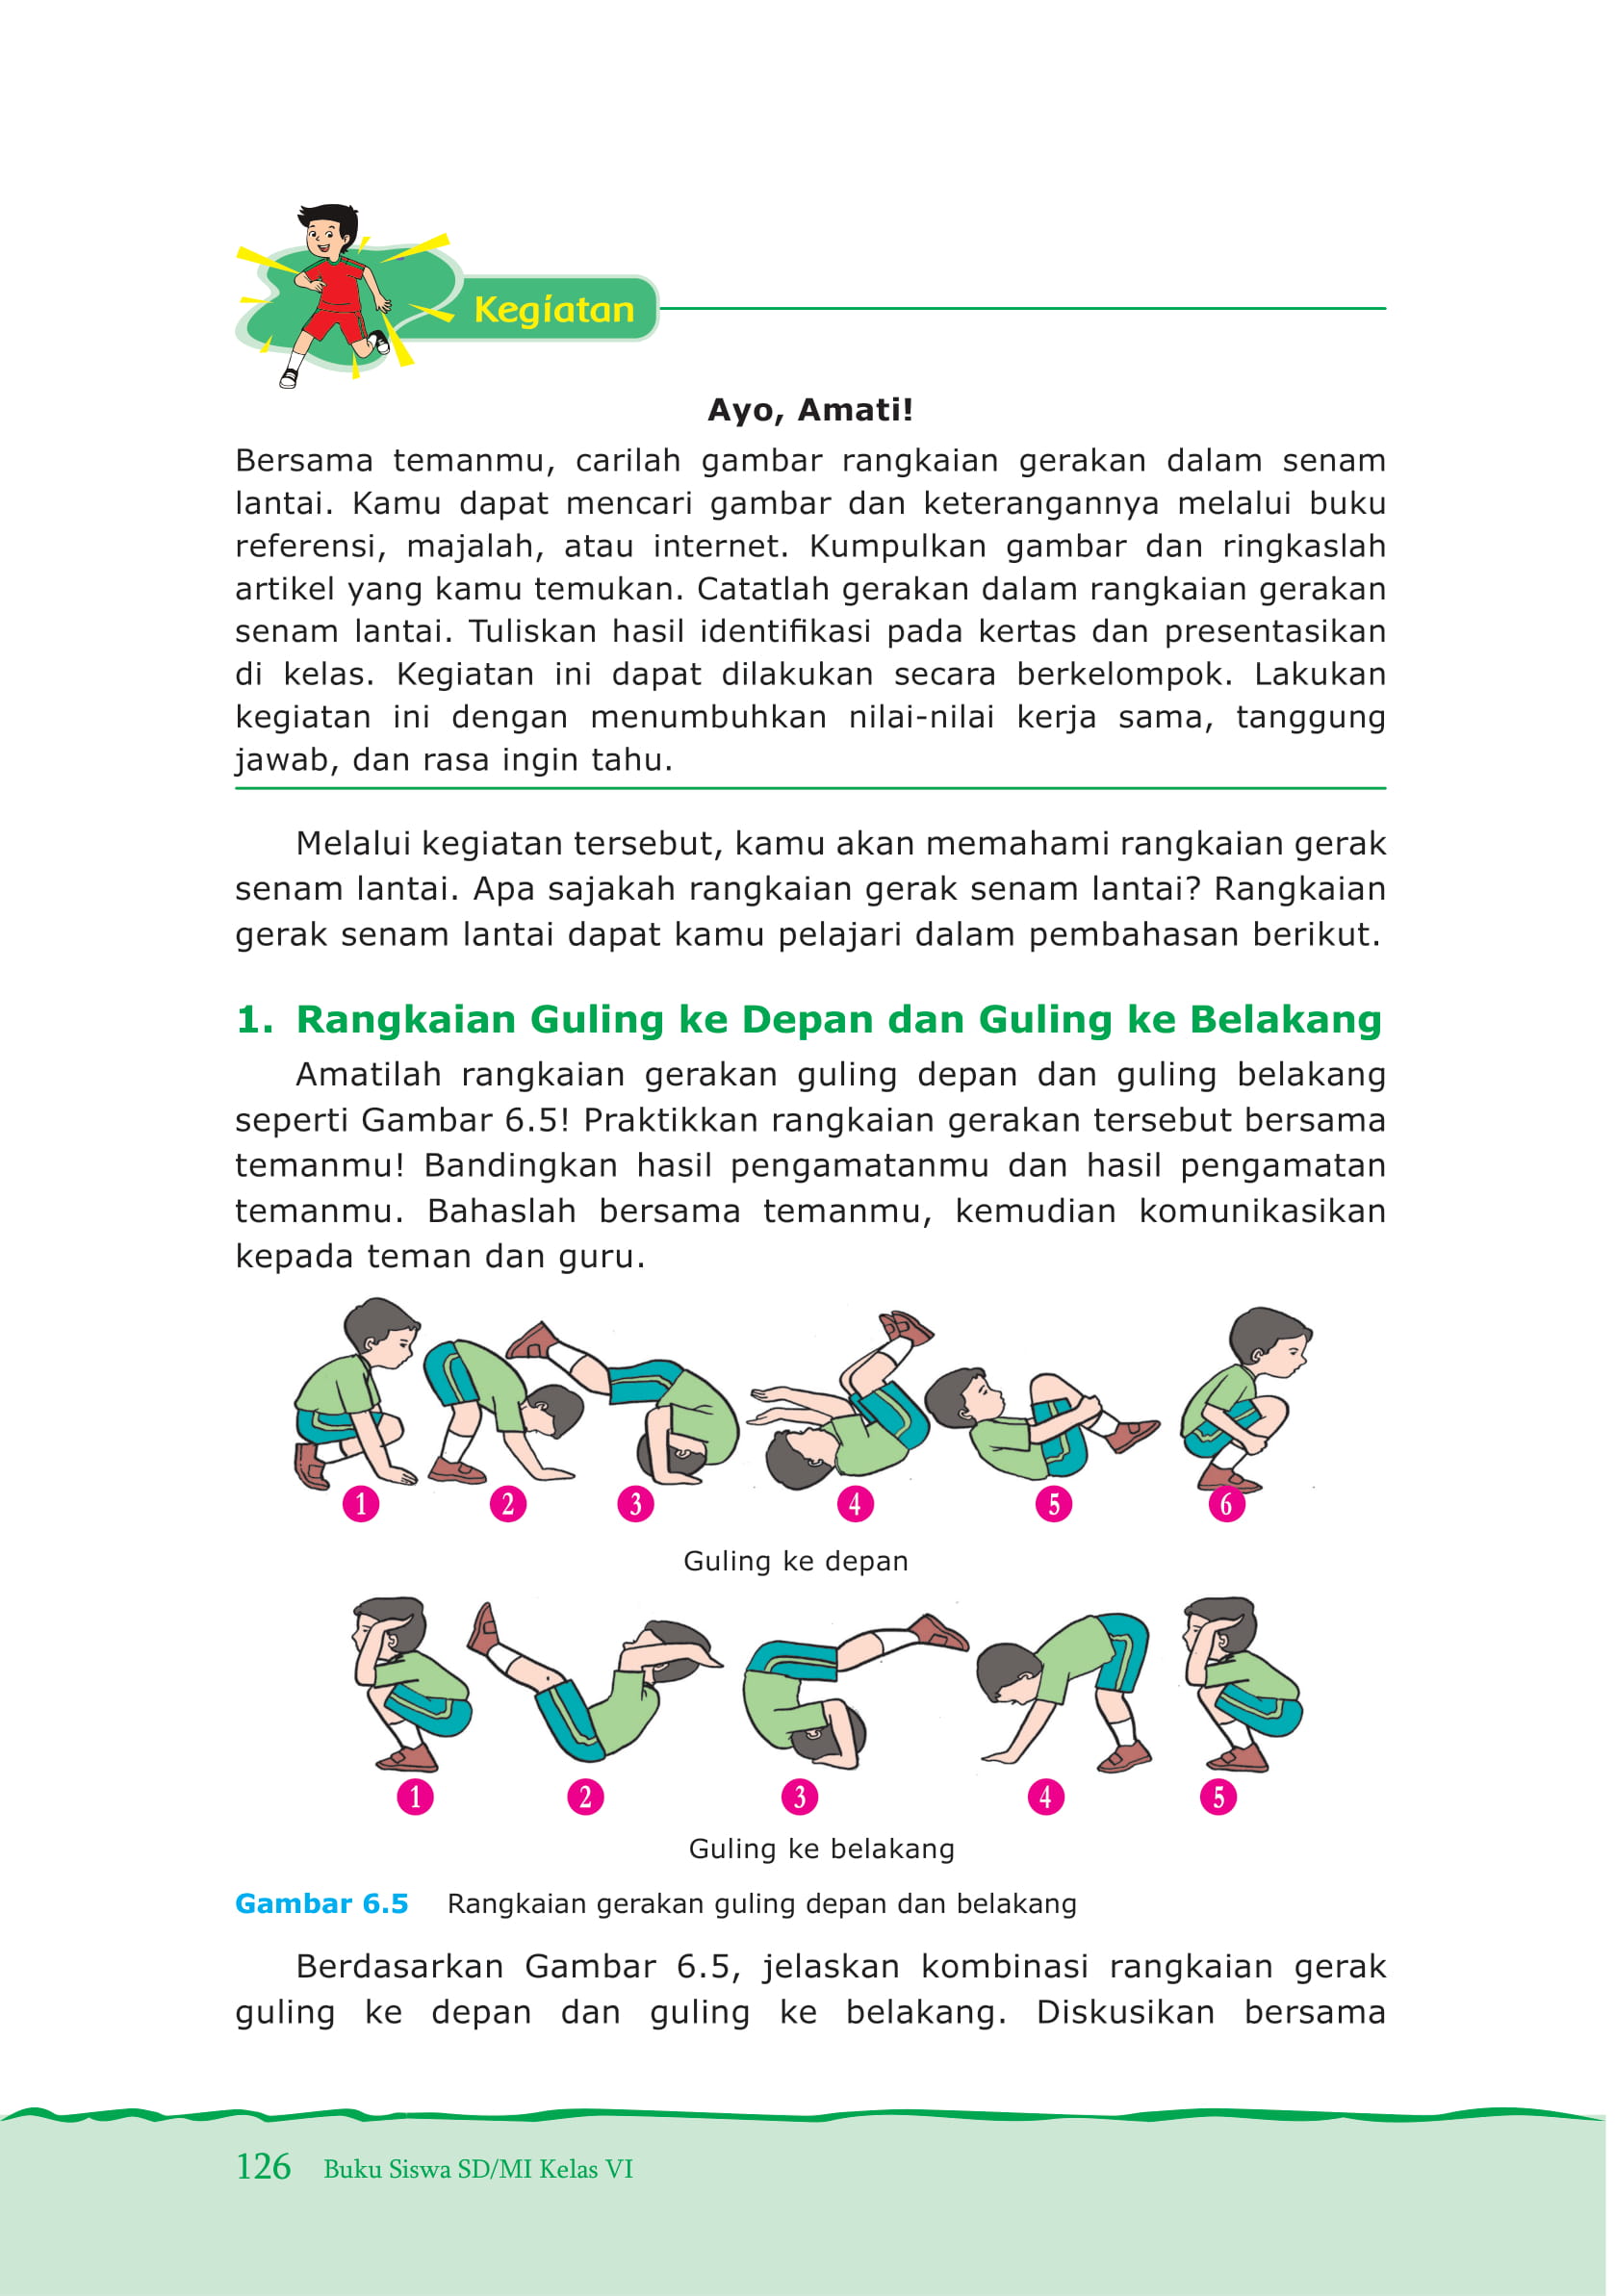 Kegiatan
Ayo, Amati!
Bersama temanmu, carilah gambar rangkaian gerakan dalam senam
lantai. Kamu dapat mencari gambar dan keterangannya melalui buku
referensi, majalah, atau internet. Kumpulkan gambar dan ringkaslah
artikel yang kamu temukan. Catatlah gerakan dalam rangkaian gerakan
senam lantai. Tuliskan hasil identifikasi pada kertas dan presentasikan
di kelas. Kegiatan ini dapat dilakukan secara berkelompok. Lakukan
kegiatan ini dengan menumbuhkan nilai-nilai kerja sama, tanggung
jawab, dan rasa ingin tahu.
Melalui kegiatan tersebut, kamu akan memahami rangkaian gerak
senam lantai. Apa sajakah rangkaian gerak senam lantai? Rangkaian
gerak senam lantai dapat kamu pelajari dalam pembahasan berikut.
1. Rangkaian Guling ke Depan dan Guling ke Belakang
Amatilah rangkaian gerakan guling depan dan guling belakang
seperti Gambar 6.5! Praktikkan rangkaian gerakan tersebut bersama
temanmu! Bandingkan hasil pengamatanmu dan hasil pengamatan
temanmu. Bahaslah bersama temanmu, kemudian komunikasikan
kepada teman dan guru.
1 2 3 4 5 6
Guling ke depan
1 2 3 4 5
Guling ke belakang
Gambar 6.5 Rangkaian gerakan guling depan dan belakang
Berdasarkan Gambar 6.5, jelaskan kombinasi rangkaian gerak
guling ke depan dan guling ke belakang. Diskusikan bersama
126 Buku Siswa SD/MI Kelas VI